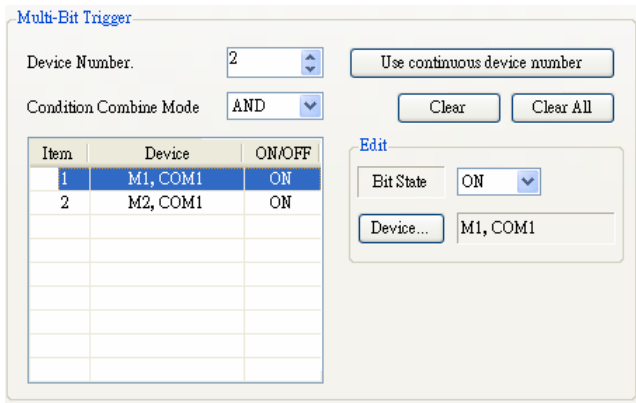 Multi-Bit Trigger
Device Number. 2 Use continuous device number
Condition Combine Mode AND Clear Clear All
Item Device ON/OFF
1 M1, COM1 ON
2 M2, COM1 ON
Edit
Bit State ON
Device... M1, COM1